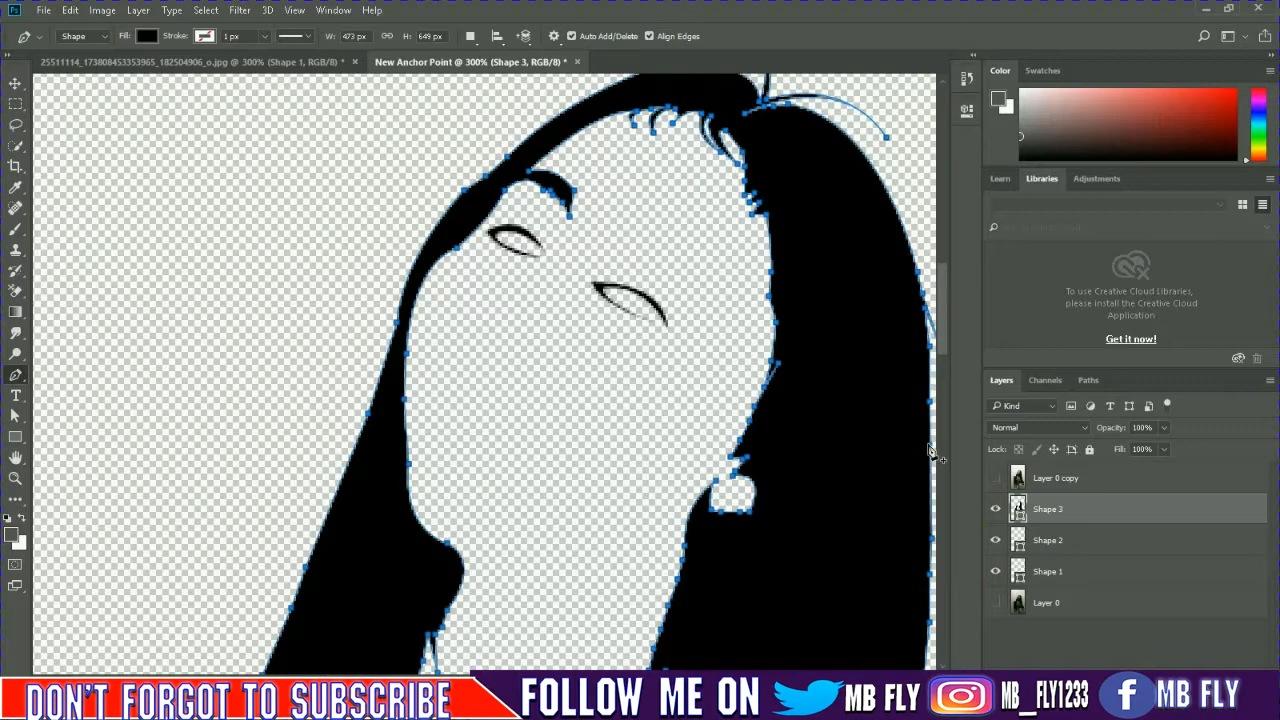 Ps File Edit Image Layer Type Select Filter 3D View Window Help
Shape Fill: Stroke: 1 px W: 473 px H: 649 px Auto Add/Delete Align Edges
25511114_1738084533533965_182504906_o.jpg @ 300% (Shape 1, RGB/8) * × New Anchor Point @ 300% (Shape 3, RGB/8) * ×
Color Swatches
Learn Libraries Adjustments
To use Creative Cloud Libraries,
please install the Creative Cloud
Application
Get it now!
Layers Channels Paths
Kind
Normal Opacity: 100%
Lock: Fill: 100%
Layer 0 copy
Shape 3
Shape 2
Shape 1
Layer 0
DON'T FORGOT TO SUBSCRIBE FOLLOW ME ON MB FLY MB_FLY1233 MB FLY